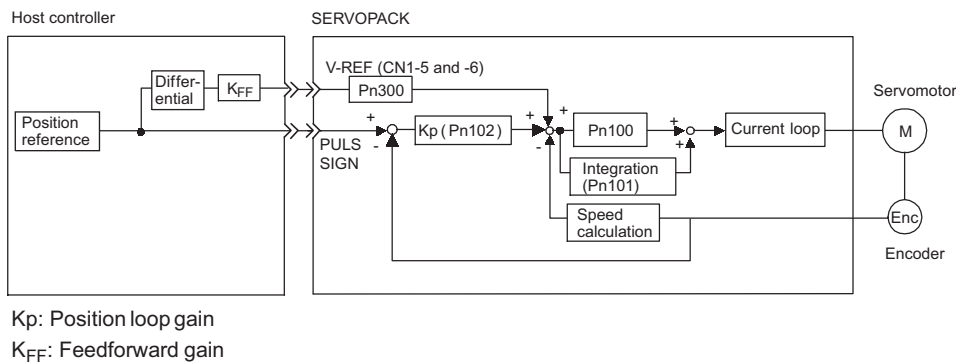 Host controller
SERVOPACK
V-REF (CN1-5 and -6)
Differ-
ential
KFF
Pn300
Servomotor
Position
reference
+
-
PULS
SIGN
Kp (Pn102)
+
+
-
+
Pn100
+
+
Current loop
M
Integration
(Pn101)
Speed
calculation
Enc
Encoder
Kp: Position loop gain
KFF: Feedforward gain